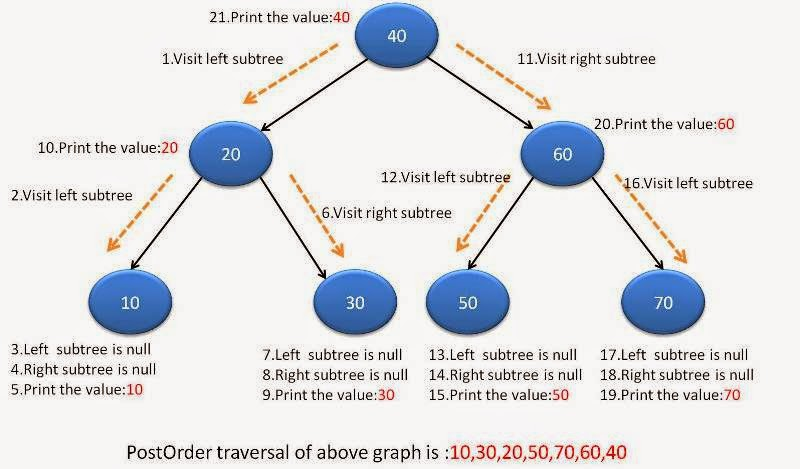 21.Print the value:40
40
1.Visit left subtree
11.Visit right subtree
10.Print the value:20
20
60
20.Print the value:60
2.Visit left subtree
6.Visit right subtree
12.Visit left subtree
16.Visit left subtree
10
30
50
70
3.Left subtree is null
4.Right subtree is null
5.Print the value:10
7.Left subtree is null
8.Right subtree is null
9.Print the value:30
13.Left subtree is null
14.Right subtree is null
15.Print the value:50
17.Left subtree is null
18.Right subtree is null
19.Print the value:70
PostOrder traversal of above graph is :10,30,20,50,70,60,40